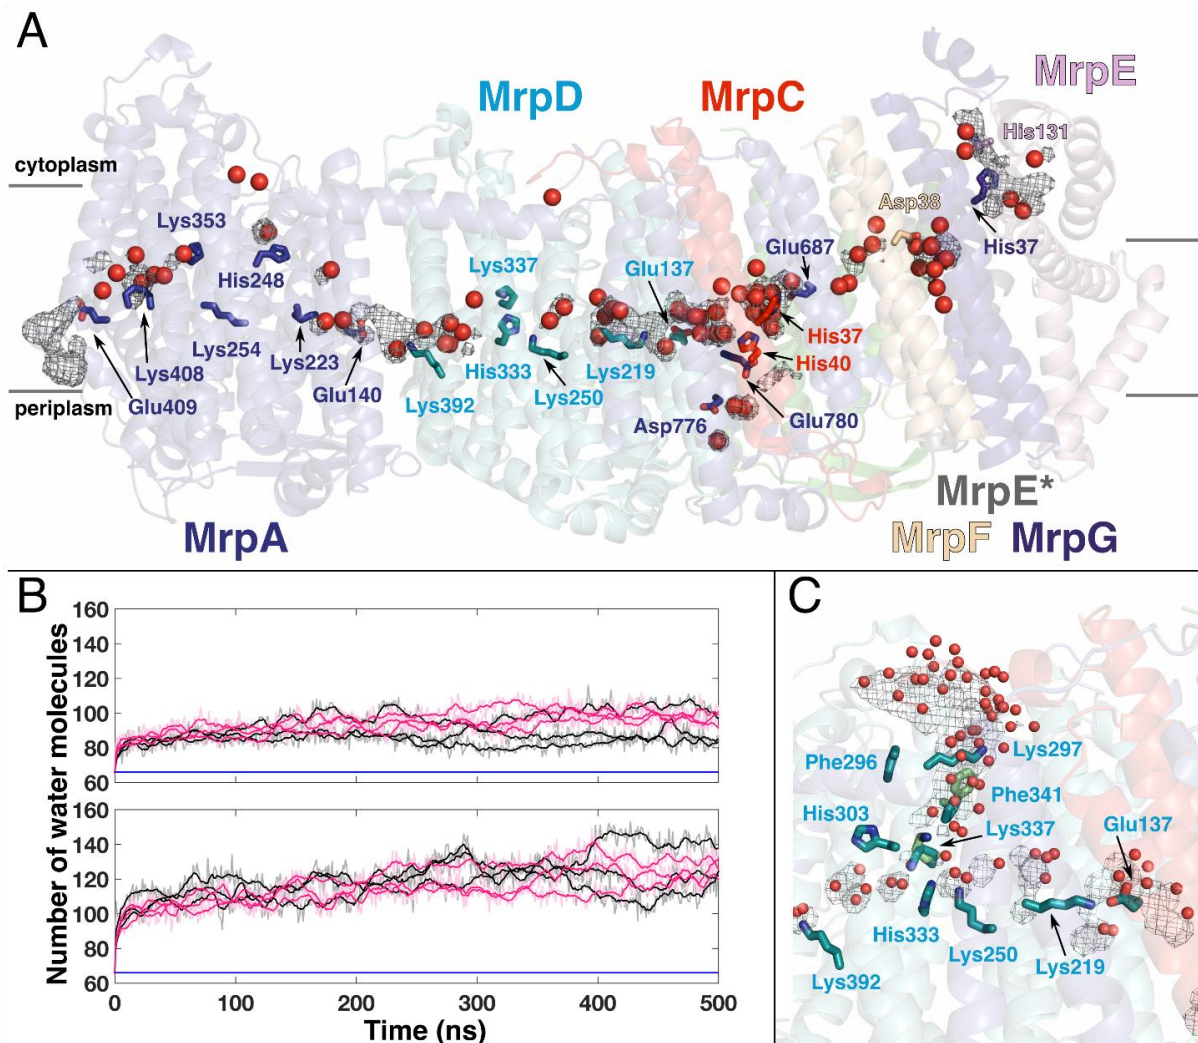 A
MrpE
MrpD
MrpC
His131
cytoplasm
Asp38
Lys353
Glu687
His37
Lys337
Glu137
His248
His37
Lys254
Lys223
His333
Lys219
His40
Lys408
Lys250
periplasm
Glu409
Glu140
Lys392
Asp776
Glu780
MrpE*
MrpA
MrpF MrpG
B
Number of water molecules
160
140
120
100
80
60
160
140
120
100
80
60
0 100 200 300 400 500
Time (ns)
C
Lys297
Phe296
Phe341
His303
Lys337
Glu137
His333
Lys250
Lys219
Lys392